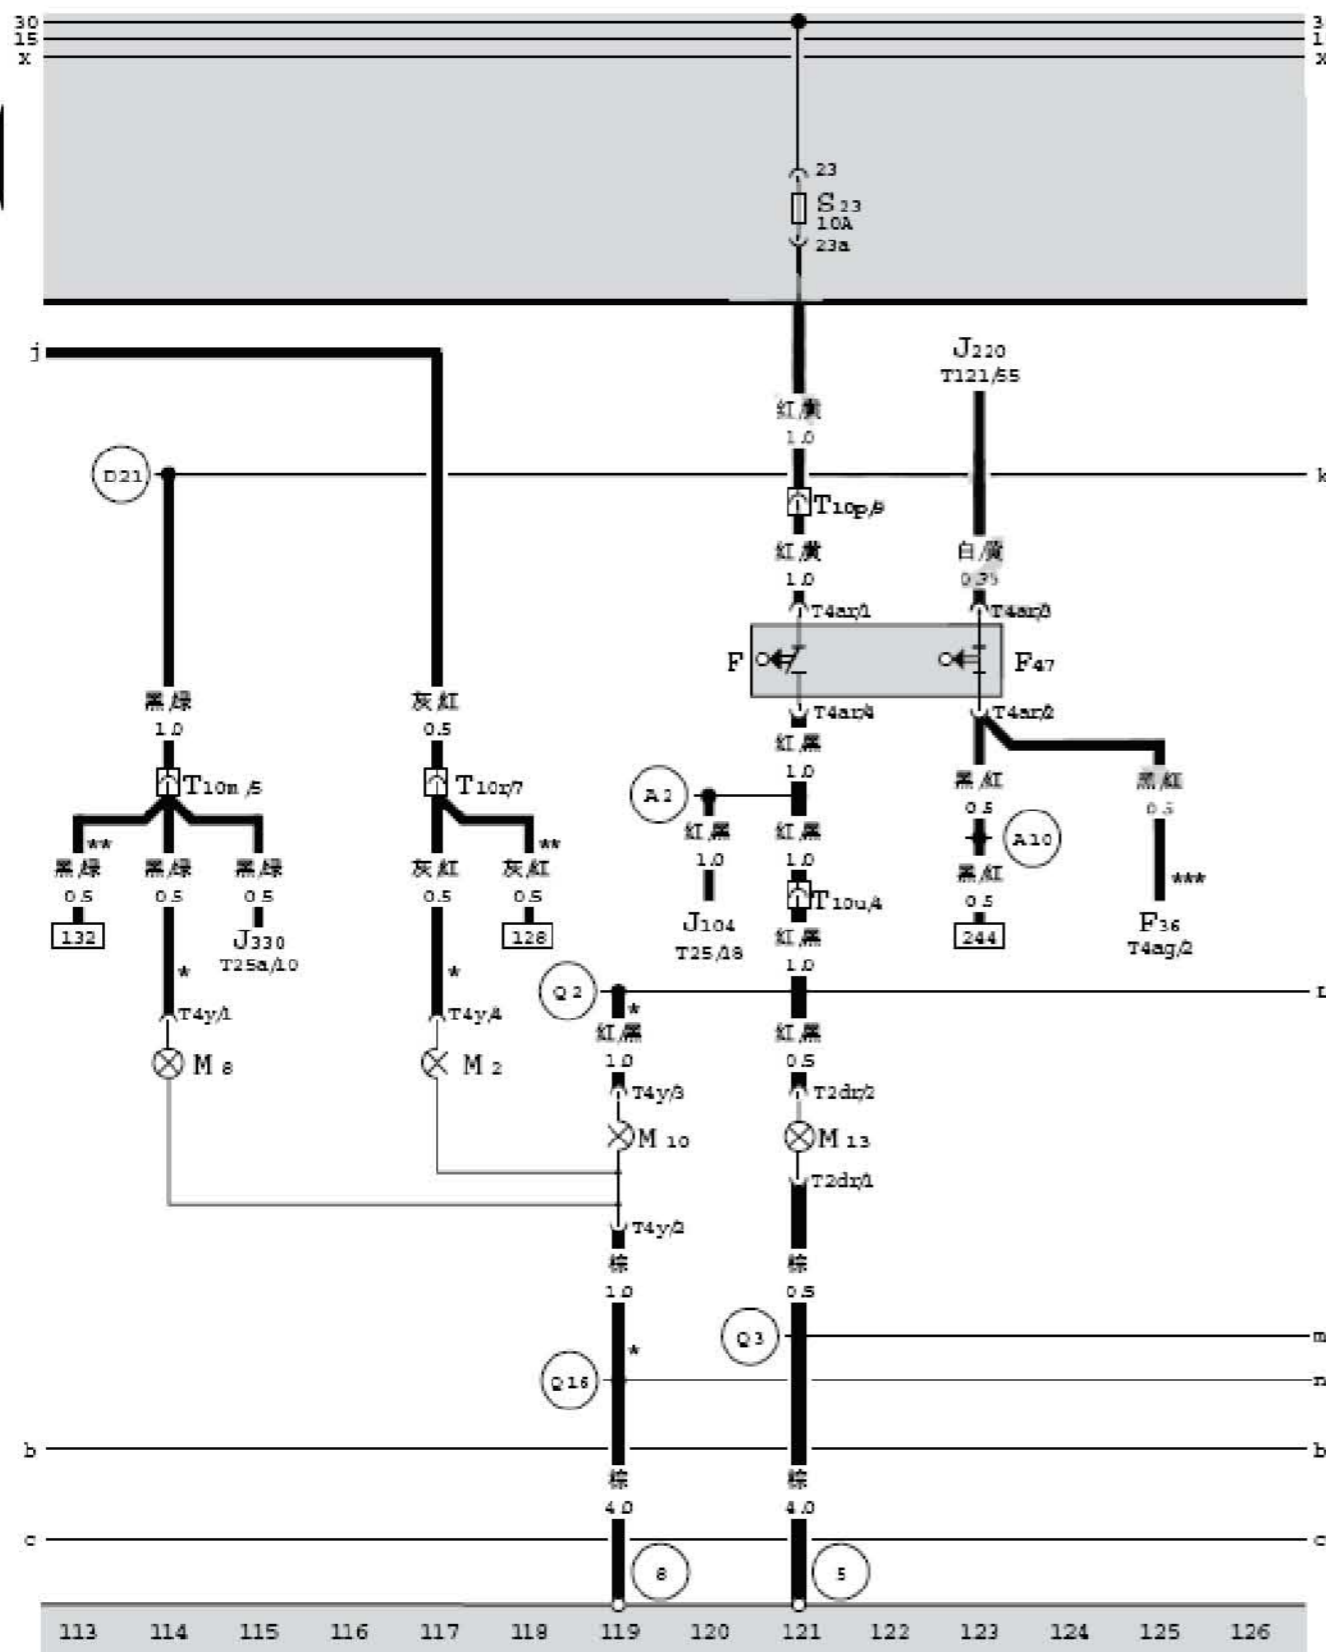 30
15
x
x
23
S23
10A
23a
j
J220
T121/55
红/黄
1.0
D21
k
T10p/9
红/黄
1.0
白/黄
0.35
T4ar/1
T4ar/3
F
F47
黑/绿
1.0
灰/红
0.5
T4ar/4
T4ar/2
红/黑
1.0
T10m/5
T10r/7
A2
黑/红
0.5
黑/红
0.5
**
**
红/黑
1.0
红/黑
1.0
A10
黑/绿
0.5
黑/绿
0.5
黑/绿
0.5
灰/红
0.5
灰/红
0.5
黑/红
0.5
***
T10u/4
132
J330
T25a/10
128
J104
T25/18
红/黑
1.0
244
F36
T4ag/2
*
*
Q2
*
T4y/1
T4y/4
红/黑
1.0
红/黑
0.5
M8
M2
T4y/3
T2dr/2
M10
M13
T2dr/1
T4y/2
棕
1.0
棕
0.5
Q3
m
*
Q16
n
b
b
棕
4.0
棕
4.0
c
c
8
5
113 114 115 116 117 118 119 120 121 122 123 124 125 126